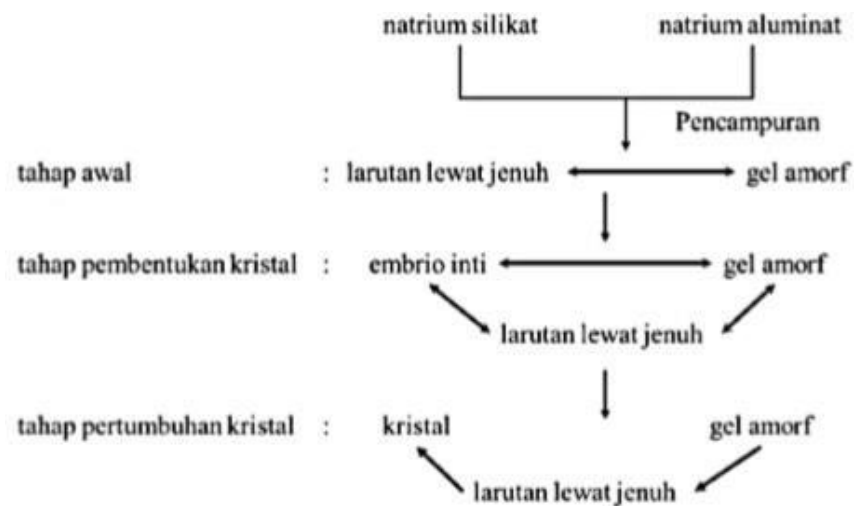 natrium silikat natrium aluminat
Pencampuran
tahap awal : larutan lewat jenuh gel amorf
tahap pembentukan kristal : embrio inti gel amorf
larutan lewat jenuh
tahap pertumbuhan kristal : kristal gel amorf
larutan lewat jenuh